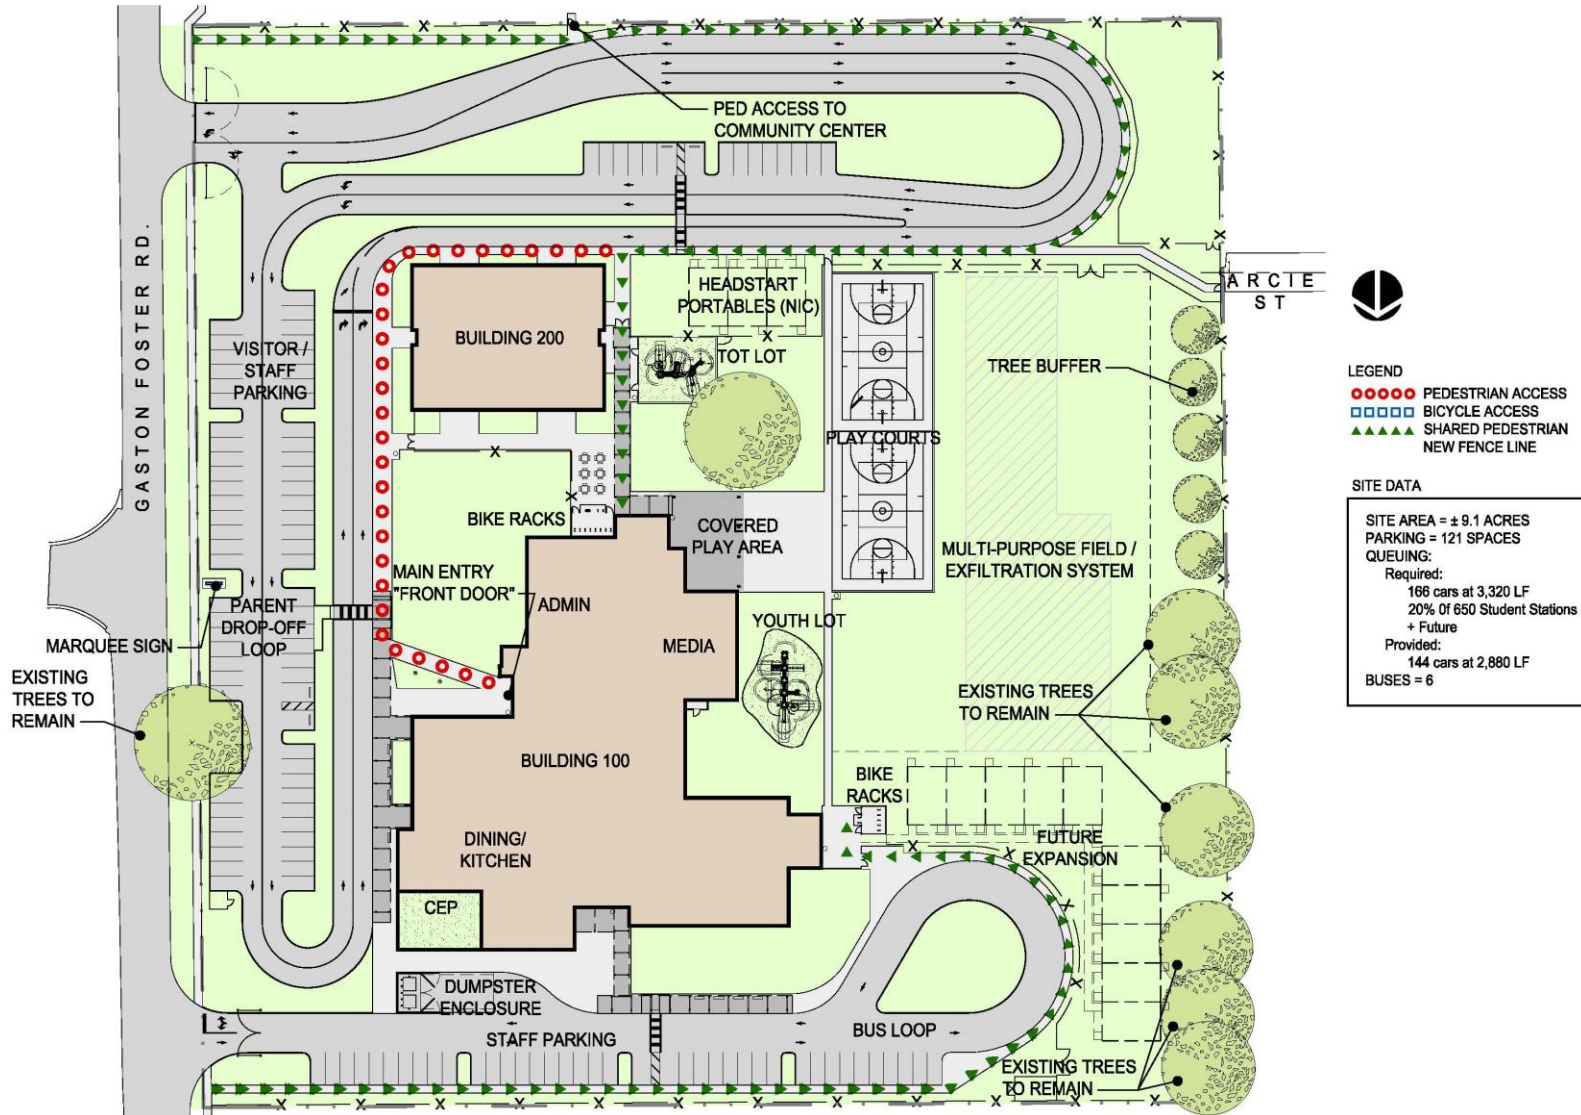 PED ACCESS TO
COMMUNITY CENTER
GASTON FOSTER RD.
HEADSTART
PORTABLES (NIC)
ARCIE
ST
BUILDING 200
VISITOR /
STAFF
PARKING
TOT LOT
TREE BUFFER
LEGEND
PEDESTRIAN ACCESS
BICYCLE ACCESS
SHARED PEDESTRIAN
NEW FENCE LINE
PLAY COURTS
SITE DATA
SITE AREA = ± 9.1 ACRES
PARKING = 121 SPACES
QUEUING:
Required:
166 cars at 3,320 LF
20% Of 650 Student Stations
+ Future
Provided:
144 cars at 2,880 LF
BUSES = 6
BIKE RACKS
COVERED
PLAY AREA
MULTI-PURPOSE FIELD /
EXFILTRATION SYSTEM
MAIN ENTRY
"FRONT DOOR"
ADMIN
PARENT
DROP-OFF
LOOP
MARQUEE SIGN
YOUTH LOT
MEDIA
EXISTING
TREES TO
REMAIN
EXISTING TREES
TO REMAIN
BUILDING 100
BIKE
RACKS
DINING/
KITCHEN
FUTURE
EXPANSION
CEP
DUMPSTER
ENCLOSURE
STAFF PARKING
BUS LOOP
EXISTING TREES
TO REMAIN